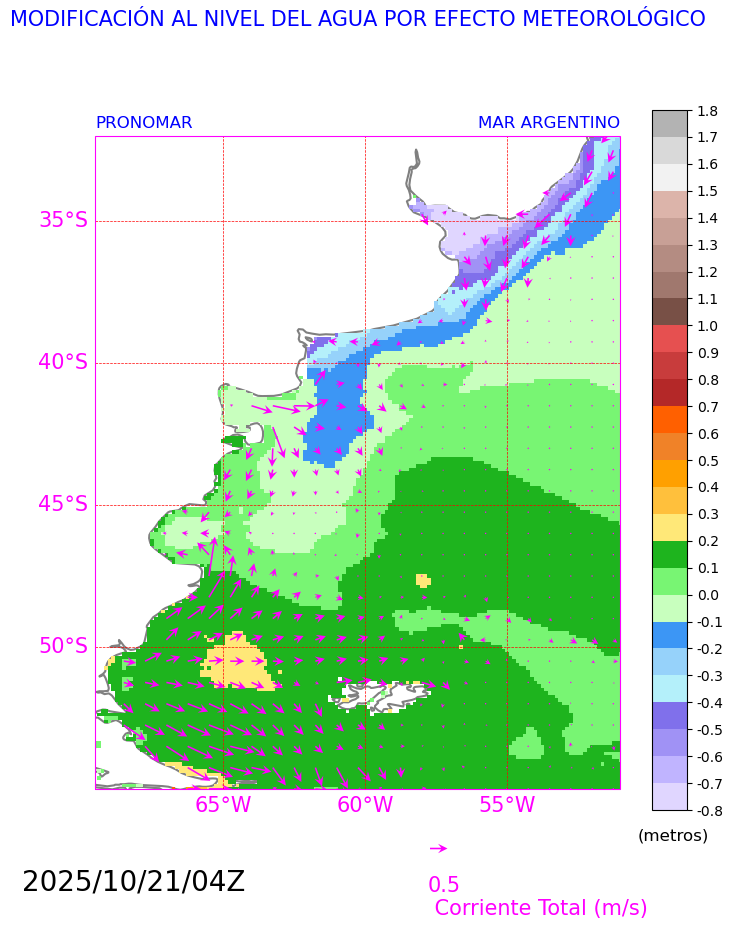 MODIFICACIÓN AL NIVEL DEL AGUA POR EFECTO METEOROLÓGICO
PRONOMAR MAR ARGENTINO
35°S
40°S
45°S
50°S
65°W 60°W 55°W
1.8
1.7
1.6
1.5
1.4
1.3
1.2
1.1
1.0
0.9
0.8
0.7
0.6
0.5
0.4
0.3
0.2
0.1
0.0
-0.1
-0.2
-0.3
-0.4
-0.5
-0.6
-0.7
-0.8
(metros)
2025/10/21/04Z
0.5
Corriente Total (m/s)